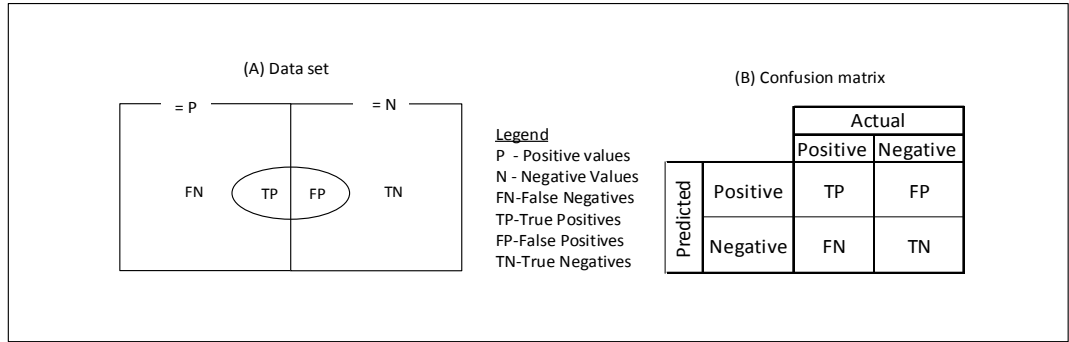 (A) Data set
= P
= N
FN
TP
FP
TN
Legend
P - Positive values
N - Negative Values
FN-False Negatives
TP-True Positives
FP-False Positives
TN-True Negatives
(B) Confusion matrix
Actual
Positive Negative
Predicted
Positive TP FP
Negative FN TN